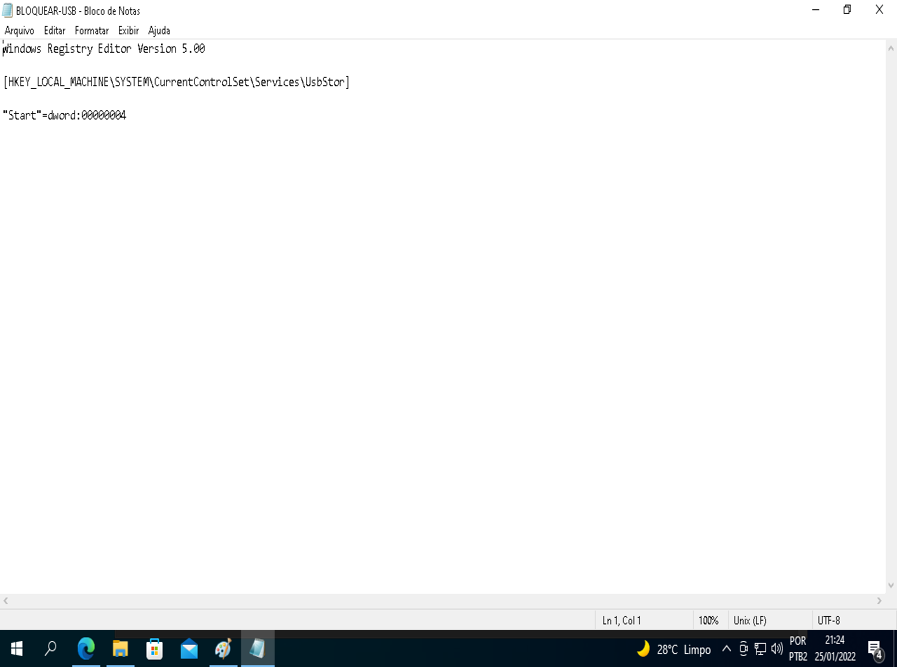 BLOQUEAR-USB - Bloco de Notas
Arquivo Editar Formatar Exibir Ajuda
Windows Registry Editor Version 5.00
[HKEY_LOCAL_MACHINE\SYSTEM\CurrentControlSet\Services\UsbStor]
"Start"=dword:00000004
Ln 1, Col 1 100% Unix (LF) UTF-8
28°C Limpo POR 21:24
PTB2 25/01/2022 4